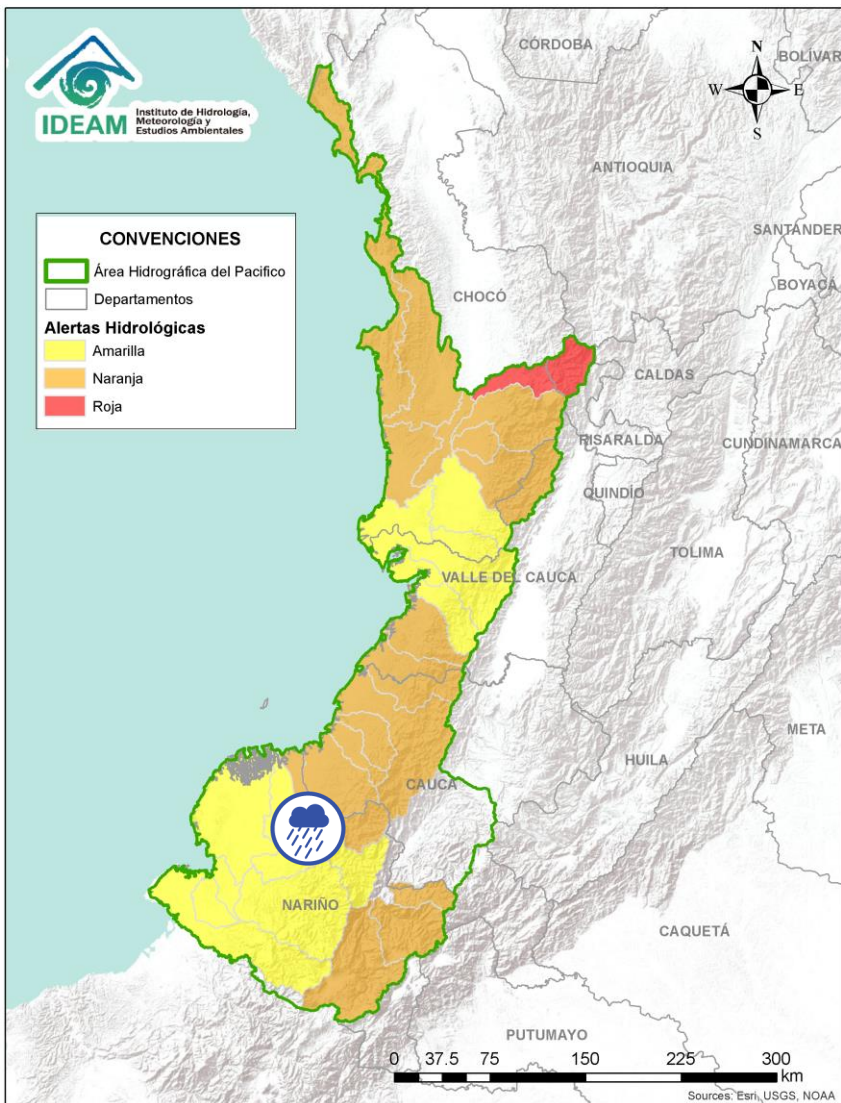 IDEAM
Instituto de Hidrología,
Meteorología y
Estudios Ambientales
CÓRDOBA
BOLÍVAR
N
W
E
S
ANTIOQUIA
SANTANDER
BOYACÁ
CONVENCIONES
Área Hidrográfica del Pacifico
Departamentos
Alertas Hidrológicas
Amarilla
Naranja
Roja
CHOCÓ
CALDAS
RISARALDA
CUNDINAMARCA
QUINDÍO
TOLIMA
VALLE DEL CAUCA
META
HUILA
CAUCA
NARIÑO
CAQUETÁ
PUTUMAYO
0 37.5 75 150 225 300
km
Sources: Esri, USGS, NOAA